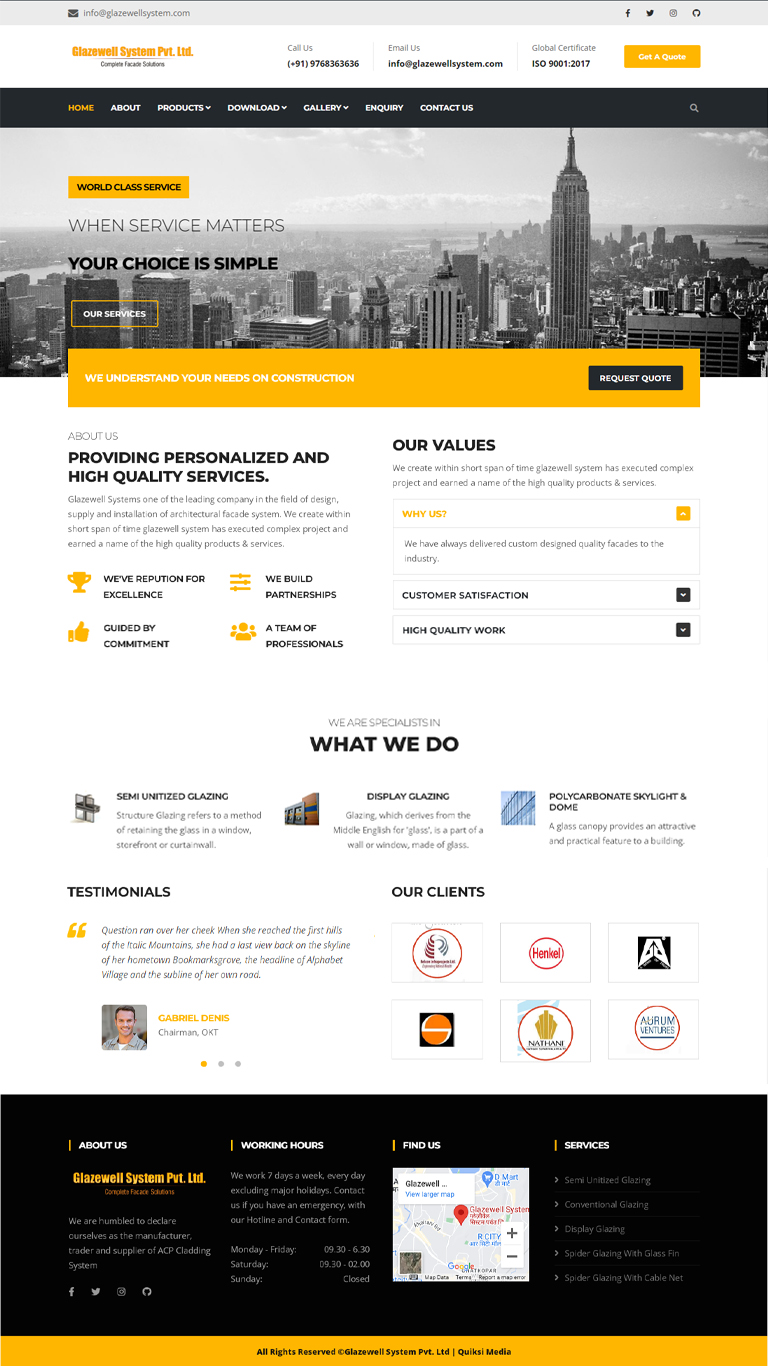 info@glazewellsystem.com
Glazewell System Pvt. Ltd.
Complete Facade Solutions
Call Us
(+91) 9768363636
Email Us
info@glazewellsystem.com
Global Certificate
ISO 9001:2017
Get A Quote
HOME ABOUT PRODUCTS DOWNLOAD GALLERY ENQUIRY CONTACT US
WORLD CLASS SERVICE
WHEN SERVICE MATTERS
YOUR CHOICE IS SIMPLE
OUR SERVICES
WE UNDERSTAND YOUR NEEDS ON CONSTRUCTION
REQUEST QUOTE
ABOUT US
PROVIDING PERSONALIZED AND
HIGH QUALITY SERVICES.
Glazewell Systems one of the leading company in the field of design,
supply and installation of architectural facade system. We create within
short span of time glazewell system has executed complex project and
earned a name of the high quality products & services.
WE'VE REPUTION FOR
EXCELLENCE
WE BUILD
PARTNERSHIPS
GUIDED BY
COMMITMENT
A TEAM OF
PROFESSIONALS
OUR VALUES
We create within short span of time glazewell system has executed complex
project and earned a name of the high quality products & services.
WHY US?
We have always delivered custom designed quality facades to the
industry.
CUSTOMER SATISFACTION
HIGH QUALITY WORK
WE ARE SPECIALISTS IN
WHAT WE DO
SEMI UNITIZED GLAZING
Structure Glazing refers to a method
of retaining the glass in a window,
storefront or curtainwall.
DISPLAY GLAZING
Glazing, which derives from the
Middle English for 'glass', is a part of a
wall or window, made of glass.
POLYCARBONATE SKYLIGHT &
DOME
A glass canopy provides an attractive
and practical feature to a building.
TESTIMONIALS
Question ran over her cheek When she reached the first hills
of the Italic Mountains, she had a last view back on the skyline
of her hometown Bookmarksgrove, the headline of Alphabet
Village and the subline of her own road.
GABRIEL DENIS
Chairman, OKT
OUR CLIENTS
Henkel
NATHANI
AURUM
VENTURES
ABOUT US
Glazewell System Pvt. Ltd.
Complete Facade Solutions
We are humbled to declare
ourselves as the manufacturer,
trader and supplier of ACP Cladding
System
WORKING HOURS
We work 7 days a week, every day
excluding major holidays. Contact
us if you have an emergency, with
our Hotline and Contact form.
Monday - Friday: 09.30 - 6.30
Saturday: 09.30 - 02.00
Sunday: Closed
FIND US
Glazewell ...
View larger map
D Mart
Glazewell System
R CITY
Google
Map Data
Terms
Report a map error
SERVICES
Semi Unitized Glazing
Conventional Glazing
Display Glazing
Spider Glazing With Glass Fin
Spider Glazing With Cable Net
All Rights Reserved ©Glazewell System Pvt. Ltd | Quiksi Media